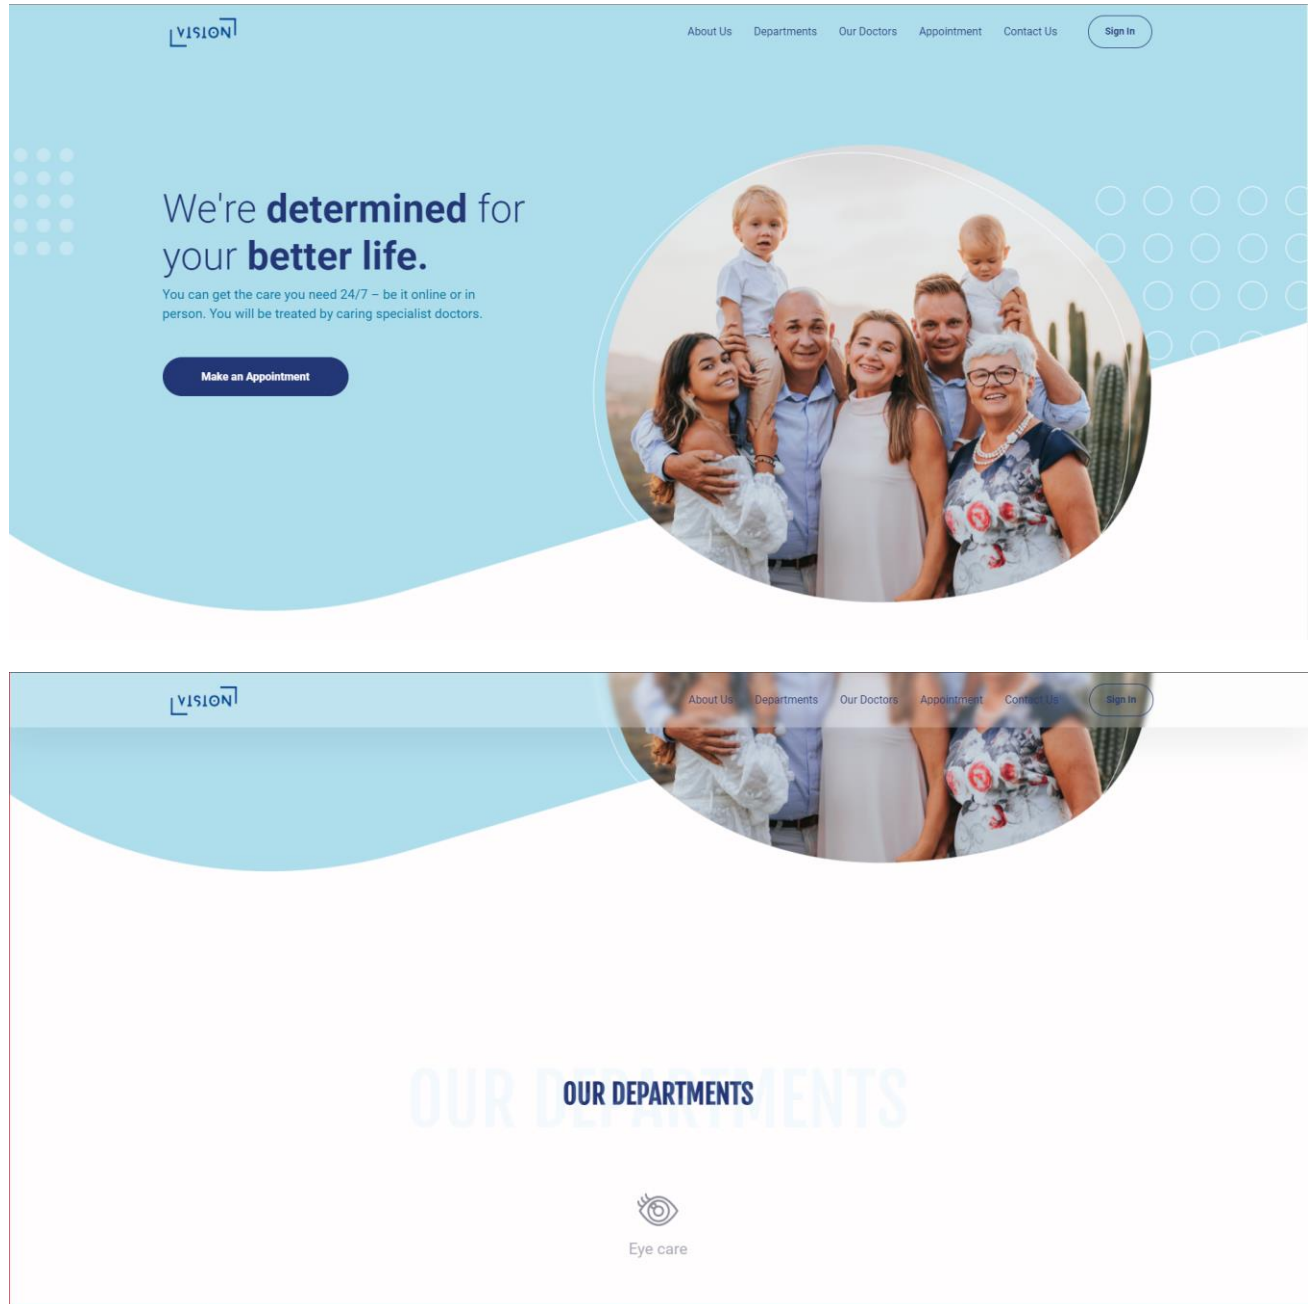 VISION
About Us Departments Our Doctors Appointment Contact Us Sign In
We're determined for
your better life.
You can get the care you need 24/7 – be it online or in
person. You will be treated by caring specialist doctors.
Make an Appointment
VISION
About Us Departments Our Doctors Appointment Contact Us Sign In
OUR DEPARTMENTS
OUR DEPARTMENTS
Eye care